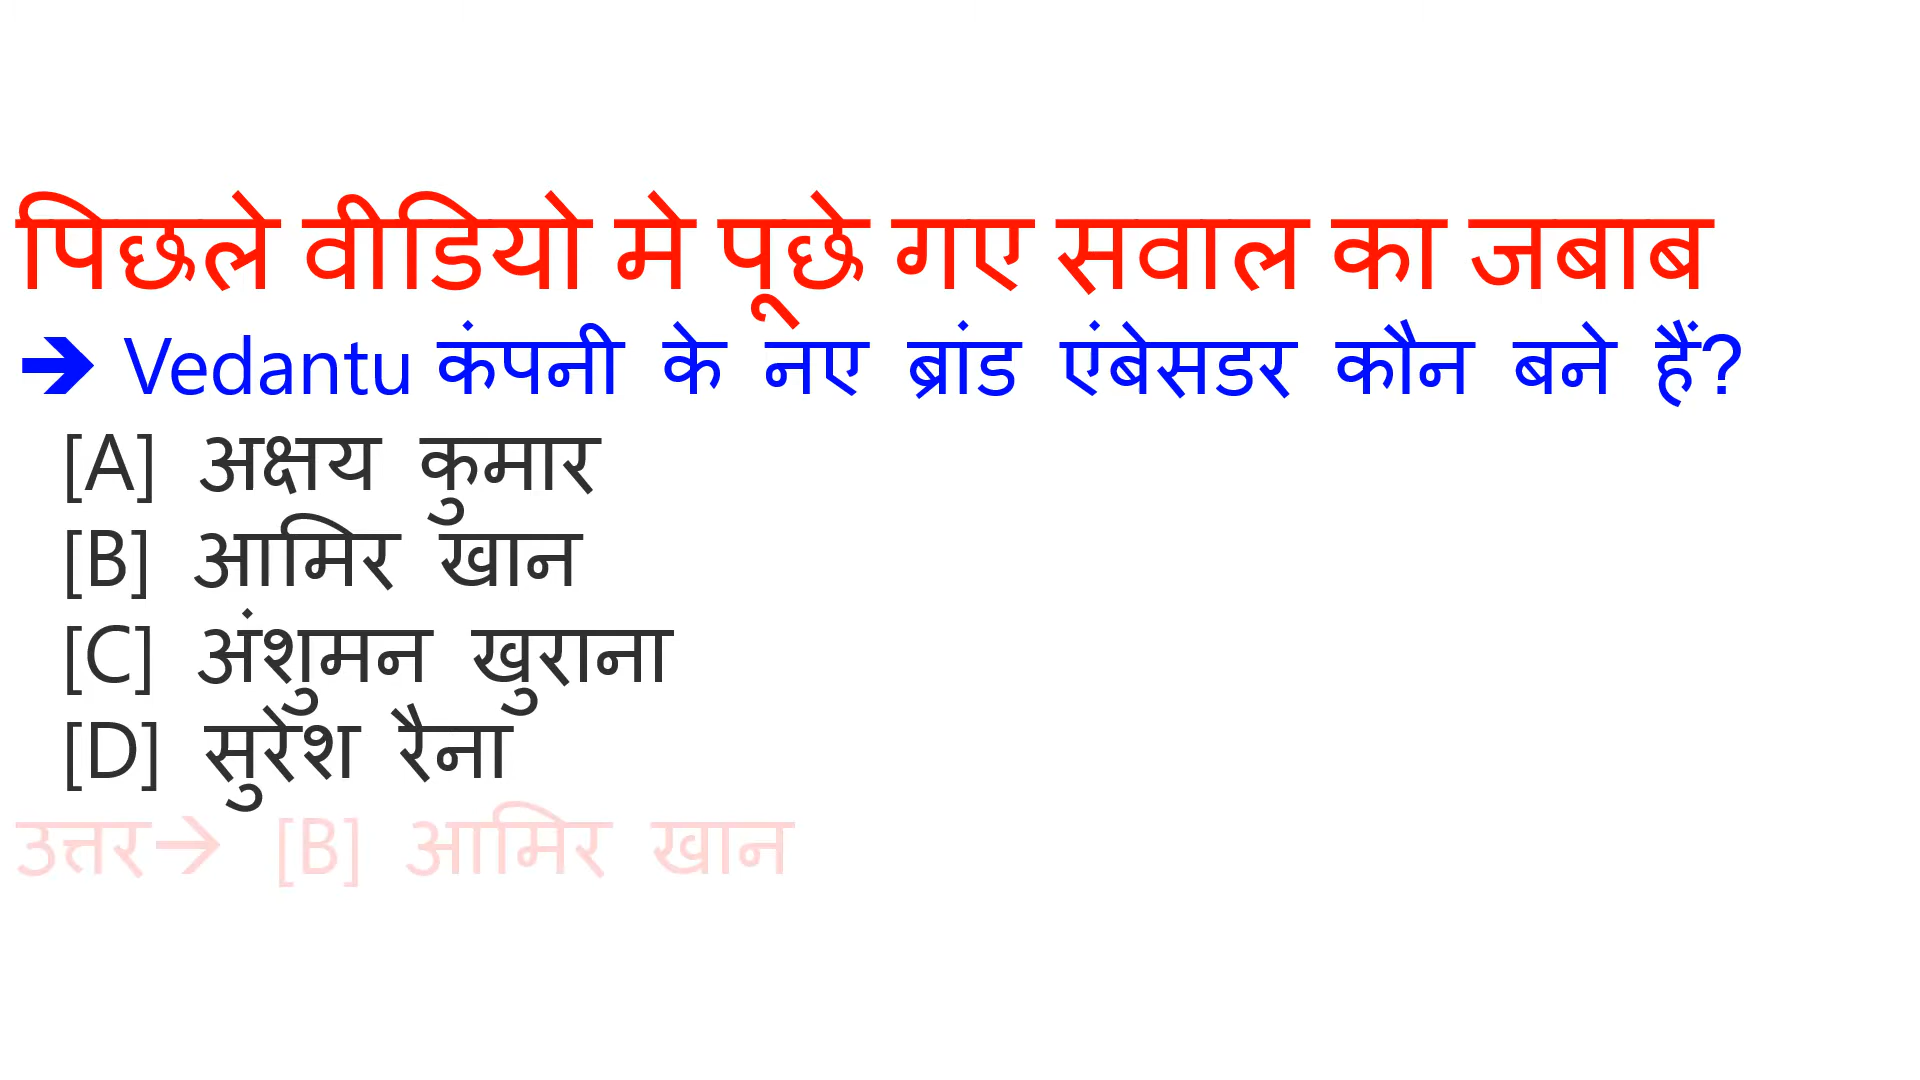 पिछले वीडियो मे पूछे गए सवाल का जबाब
🡺 Vedantu कंपनी के नए ब्रांड एंबेसडर कौन बने हैं?
[A] अक्षय कुमार
[B] आमिर खान
[C] अंशुमन खुराना
[D] सुरेश रैना
उत्तर→ [B] आमिर खान